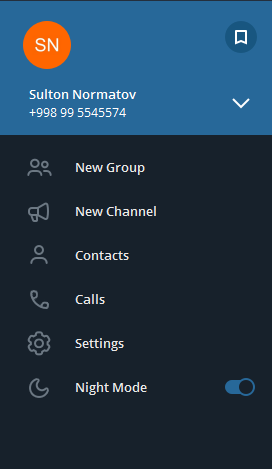 SN
Sulton Normatov
+998 99 5545574
New Group
New Channel
Contacts
Calls
Settings
Night Mode